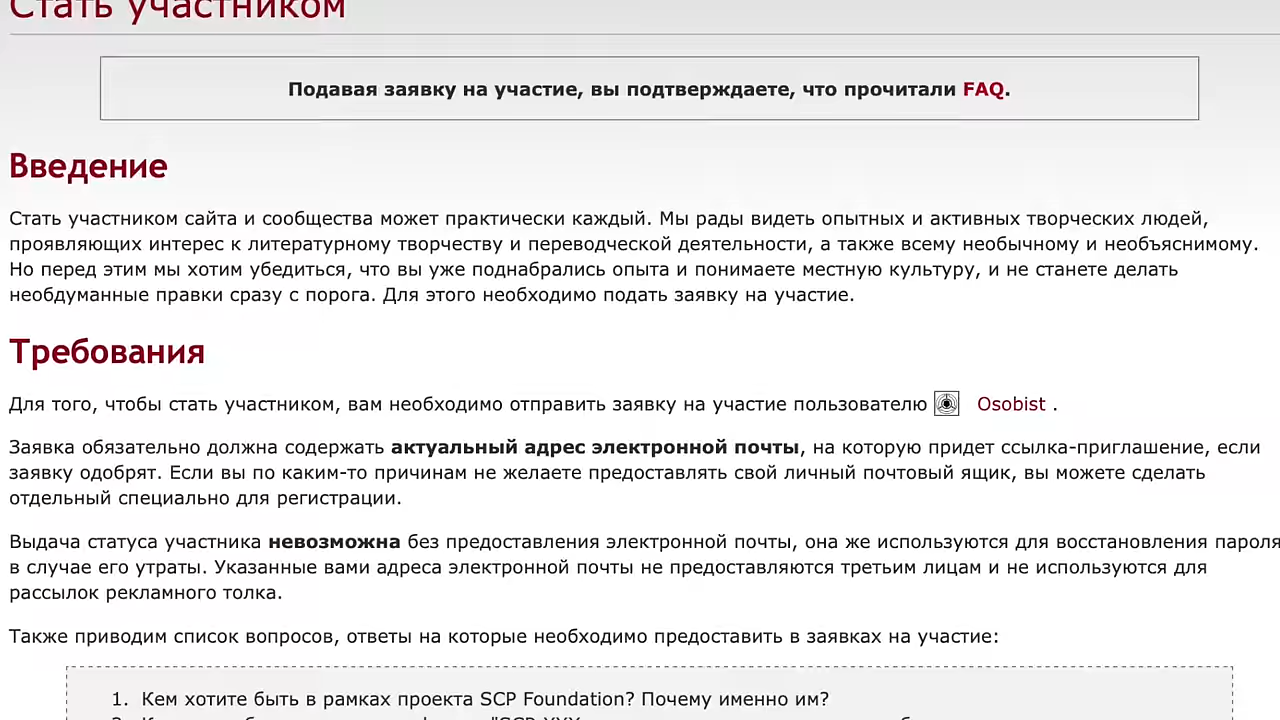 Стать участником
Подавая заявку на участие, вы подтверждаете, что прочитали FAQ.
Введение
Стать участником сайта и сообщества может практически каждый. Мы рады видеть опытных и активных творческих людей,
проявляющих интерес к литературному творчеству и переводческой деятельности, а также всему необычному и необъяснимому.
Но перед этим мы хотим убедиться, что вы уже поднабрались опыта и понимаете местную культуру, и не станете делать
необдуманные правки сразу с порога. Для этого необходимо подать заявку на участие.
Требования
Для того, чтобы стать участником, вам необходимо отправить заявку на участие пользователю Osobist .
Заявка обязательно должна содержать актуальный адрес электронной почты, на которую придет ссылка-приглашение, если
заявку одобрят. Если вы по каким-то причинам не желаете предоставлять свой личный почтовый ящик, вы можете сделать
отдельный специально для регистрации.
Выдача статуса участника невозможна без предоставления электронной почты, она же используются для восстановления пароля
в случае его утраты. Указанные вами адреса электронной почты не предоставляются третьим лицам и не используются для
рассылок рекламного толка.
Также приводим список вопросов, ответы на которые необходимо предоставить в заявках на участие:
1. Кем хотите быть в рамках проекта SCP Foundation? Почему именно им?